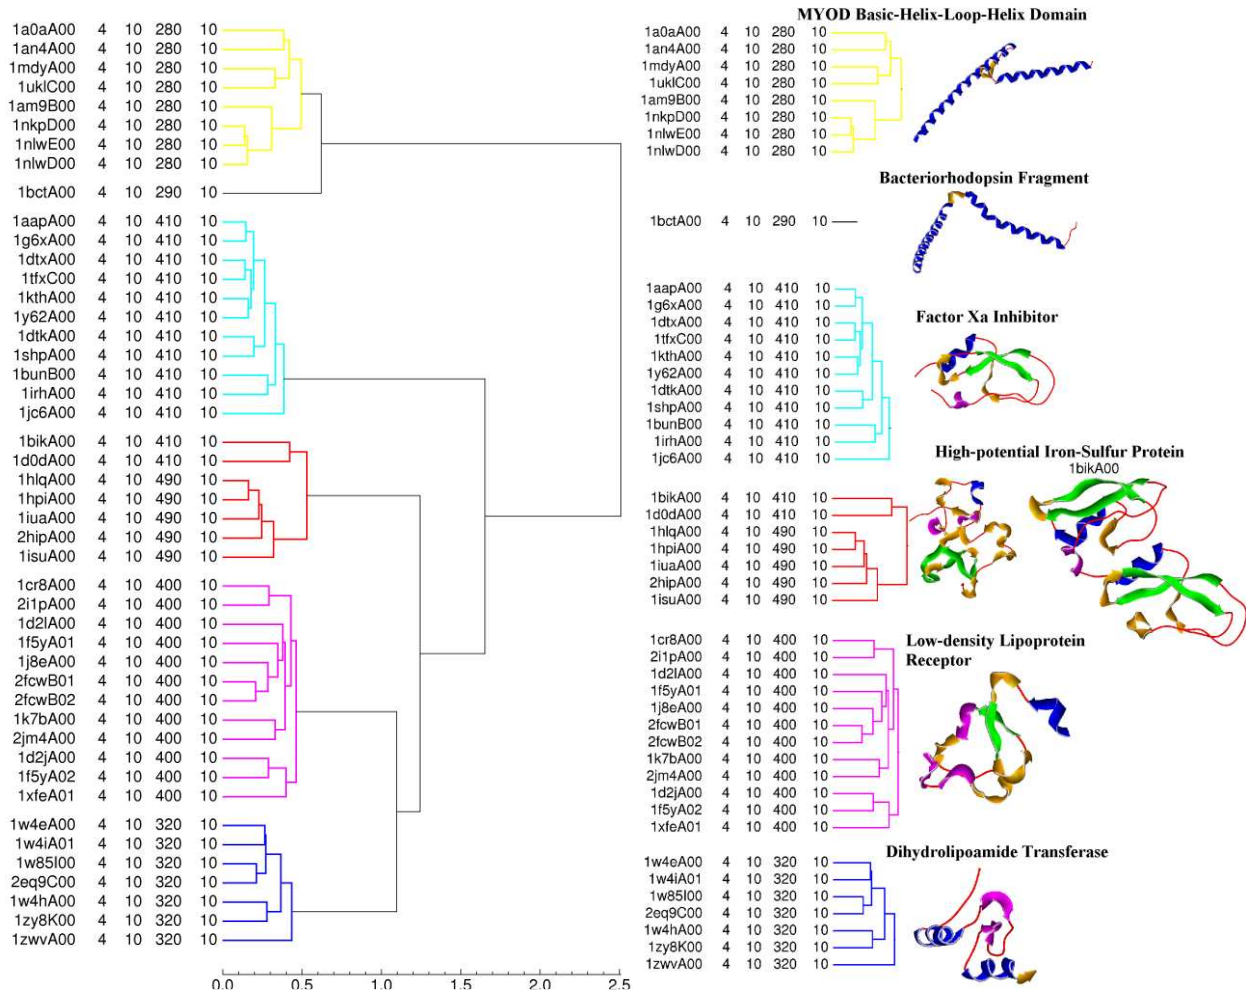 1a0aA00 4 10 280 10
1an4A00 4 10 280 10
1mdyA00 4 10 280 10
1uklC00 4 10 280 10
1am9B00 4 10 280 10
1nkpD00 4 10 280 10
1nlwE00 4 10 280 10
1nlwD00 4 10 280 10
1bctA00 4 10 290 10
1aapA00 4 10 410 10
1g6xA00 4 10 410 10
1dtxA00 4 10 410 10
1tfxC00 4 10 410 10
1kthA00 4 10 410 10
1y62A00 4 10 410 10
1dtkA00 4 10 410 10
1shpA00 4 10 410 10
1bunB00 4 10 410 10
1irhA00 4 10 410 10
1jc6A00 4 10 410 10
1bikA00 4 10 410 10
1d0dA00 4 10 410 10
1hlqA00 4 10 490 10
1hpiA00 4 10 490 10
1iuaA00 4 10 490 10
2hipA00 4 10 490 10
1isuA00 4 10 490 10
1cr8A00 4 10 400 10
2i1pA00 4 10 400 10
1d2lA00 4 10 400 10
1f5yA01 4 10 400 10
1j8eA00 4 10 400 10
2fcwB01 4 10 400 10
2fcwB02 4 10 400 10
1k7bA00 4 10 400 10
2jm4A00 4 10 400 10
1d2jA00 4 10 400 10
1f5yA02 4 10 400 10
1xfeA01 4 10 400 10
1w4eA00 4 10 320 10
1w4iA01 4 10 320 10
1w85I00 4 10 320 10
2eq9C00 4 10 320 10
1w4hA00 4 10 320 10
1zy8K00 4 10 320 10
1zwvA00 4 10 320 10
0.0 0.5 1.0 1.5 2.0 2.5
MYOD Basic-Helix-Loop-Helix Domain
1a0aA00 4 10 280 10
1an4A00 4 10 280 10
1mdyA00 4 10 280 10
1uklC00 4 10 280 10
1am9B00 4 10 280 10
1nkpD00 4 10 280 10
1nlwE00 4 10 280 10
1nlwD00 4 10 280 10
Bacteriorhodopsin Fragment
1bctA00 4 10 290 10
1aapA00 4 10 410 10
1g6xA00 4 10 410 10
Factor Xa Inhibitor
1dtxA00 4 10 410 10
1tfxC00 4 10 410 10
1kthA00 4 10 410 10
1y62A00 4 10 410 10
1dtkA00 4 10 410 10
1shpA00 4 10 410 10
1bunB00 4 10 410 10
1irhA00 4 10 410 10
1jc6A00 4 10 410 10
High-potential Iron-Sulfur Protein
1bikA00
1bikA00 4 10 410 10
1d0dA00 4 10 410 10
1hlqA00 4 10 490 10
1hpiA00 4 10 490 10
1iuaA00 4 10 490 10
2hipA00 4 10 490 10
1isuA00 4 10 490 10
Low-density Lipoprotein
Receptor
1cr8A00 4 10 400 10
2i1pA00 4 10 400 10
1d2lA00 4 10 400 10
1f5yA01 4 10 400 10
1j8eA00 4 10 400 10
2fcwB01 4 10 400 10
2fcwB02 4 10 400 10
1k7bA00 4 10 400 10
2jm4A00 4 10 400 10
1d2jA00 4 10 400 10
1f5yA02 4 10 400 10
1xfeA01 4 10 400 10
Dihydrolipoamide Transferase
1w4eA00 4 10 320 10
1w4iA01 4 10 320 10
1w85I00 4 10 320 10
2eq9C00 4 10 320 10
1w4hA00 4 10 320 10
1zy8K00 4 10 320 10
1zwvA00 4 10 320 10